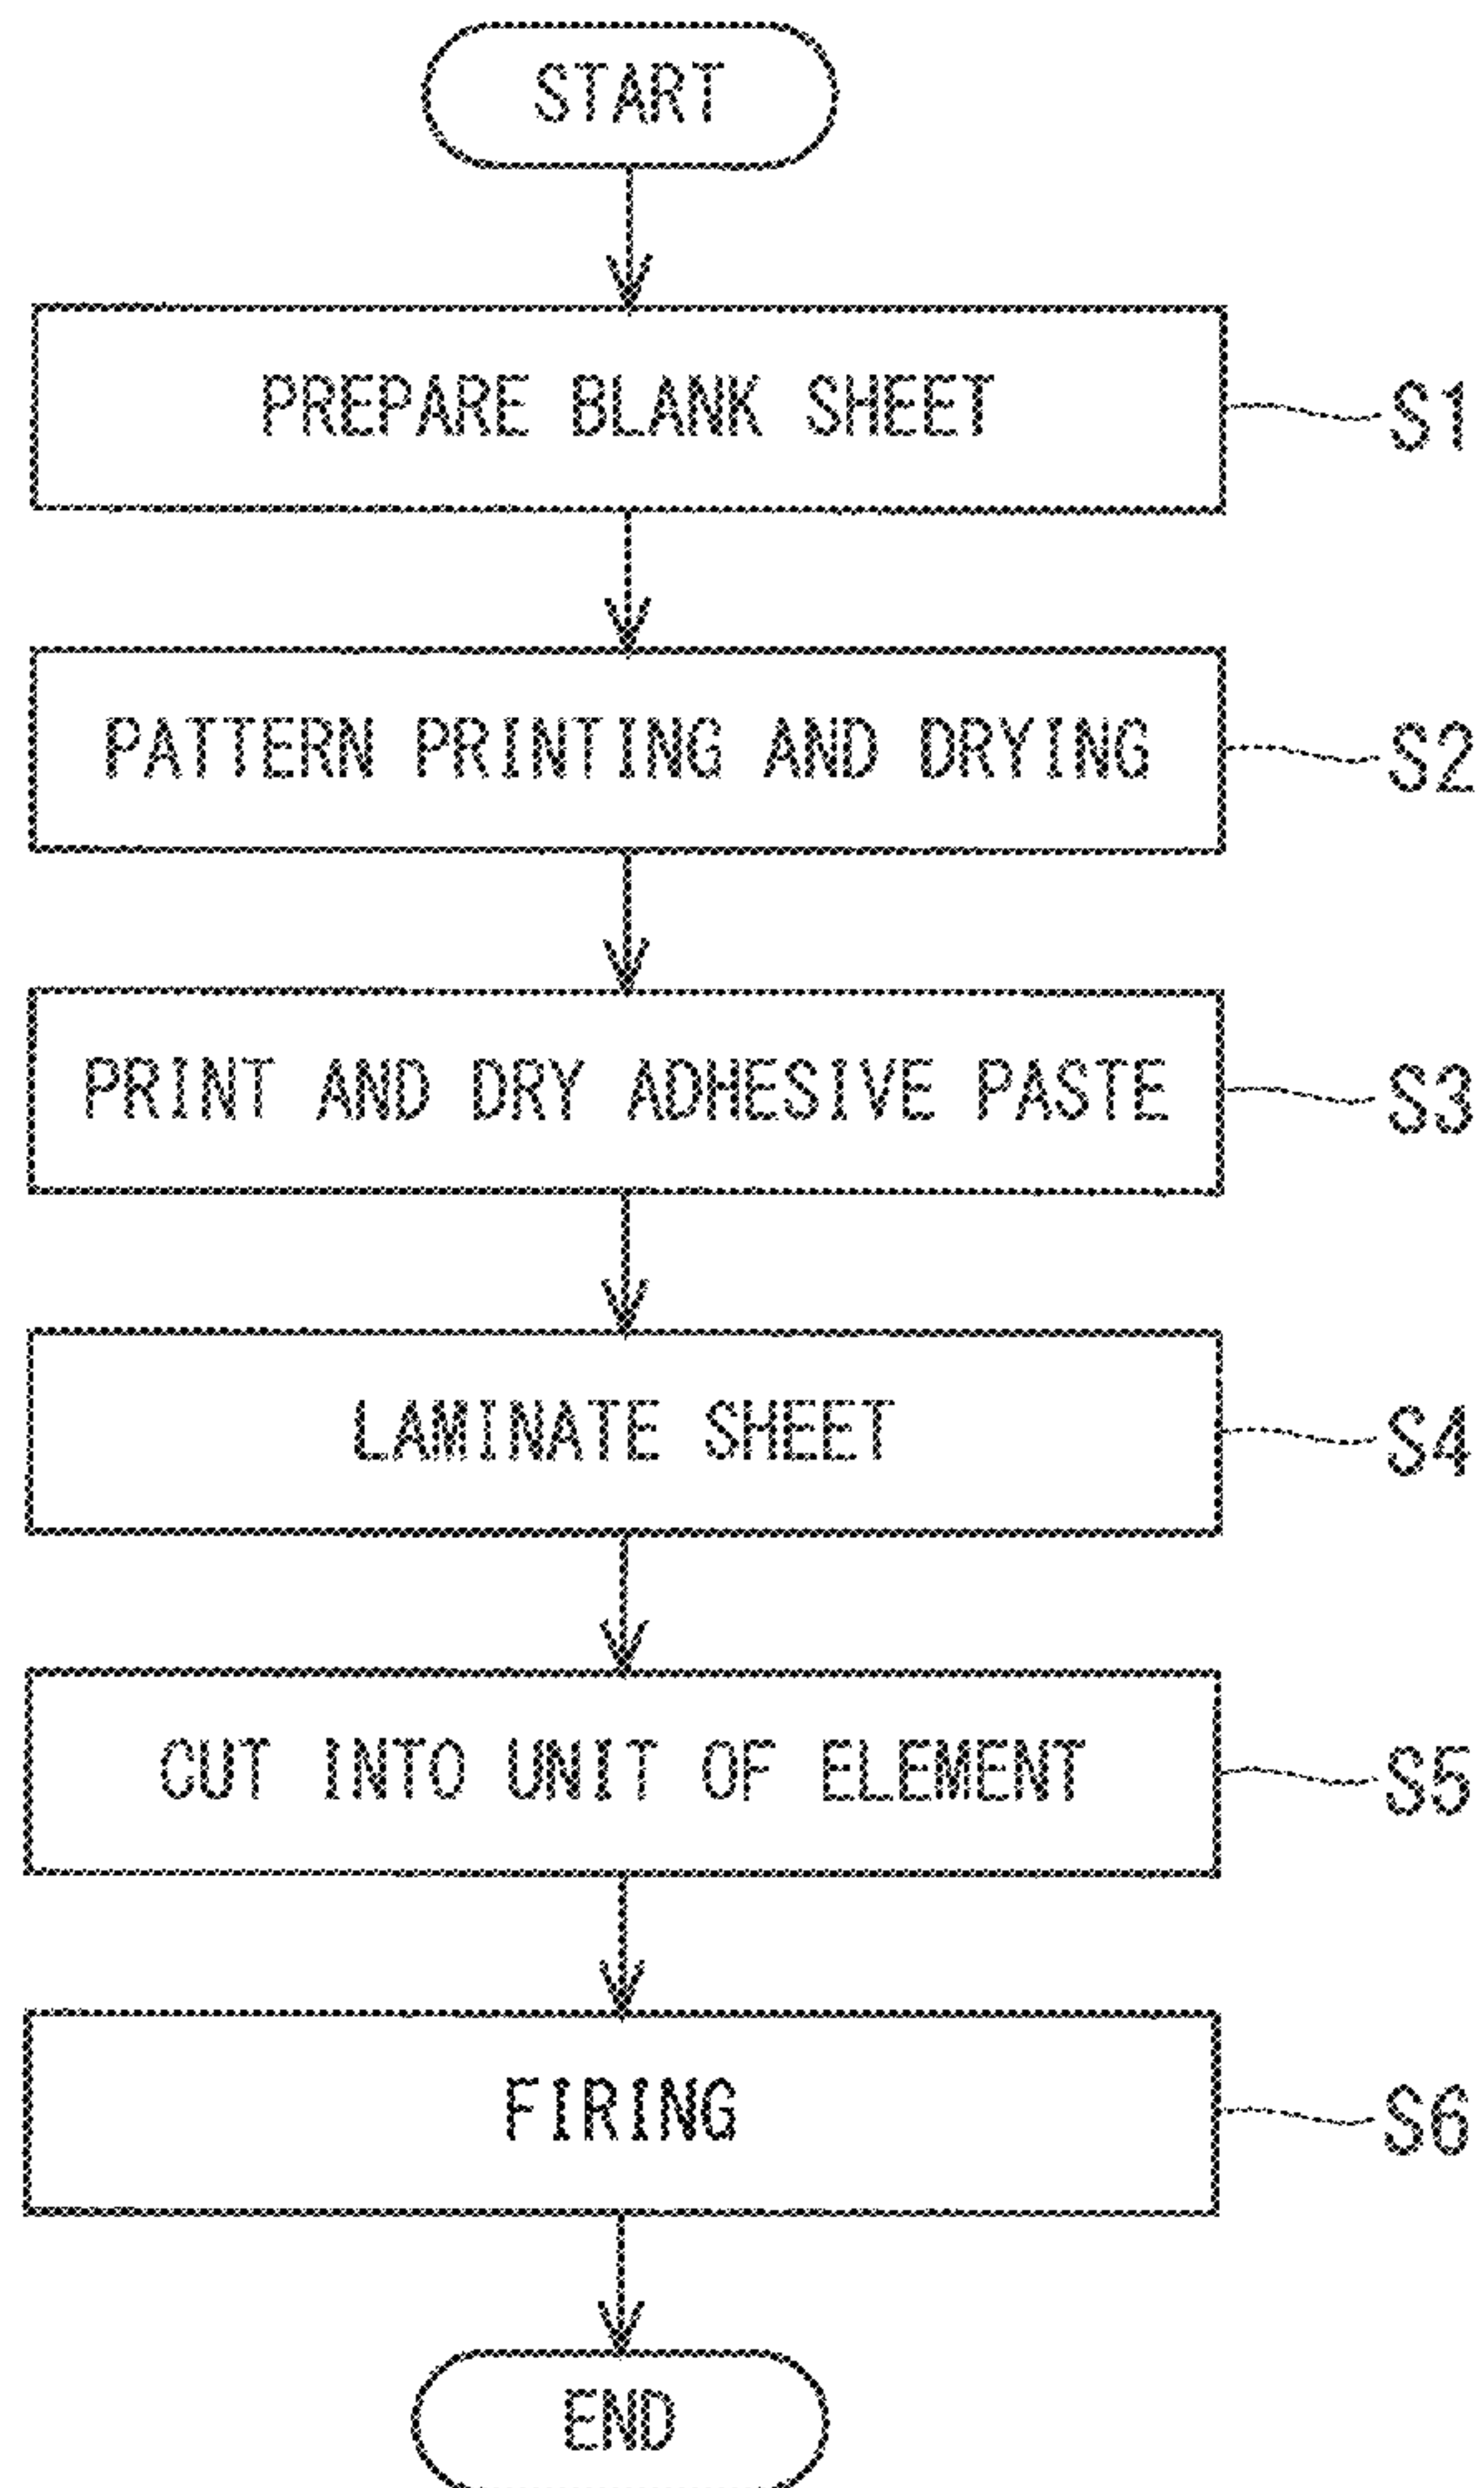 START
PREPARE BLANK SHEET
S1
PATTERN PRINTING AND DRYING
S2
PRINT AND DRY ADHESIVE PASTE
S3
LAMINATE SHEET
S4
CUT INTO UNIT OF ELEMENT
S5
FIRING
S6
END